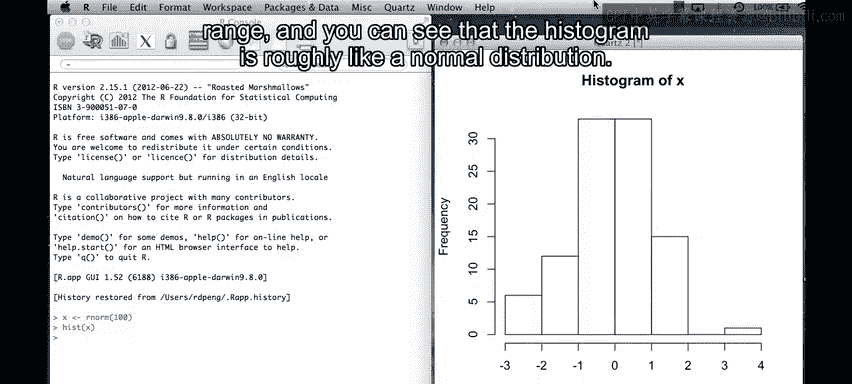 File Edit Format Workspace Packages & Data Misc Quartz Window Help
100%
R Console
range, and you can see that the histogram
is roughly like a normal distribution.
R version 2.15.1 (2012-06-22) -- "Roasted Marshmallows"
Copyright (C) 2012 The R Foundation for Statistical Computing
ISBN 3-900051-07-0
Platform: i386-apple-darwin9.8.0/i386 (32-bit)
R is free software and comes with ABSOLUTELY NO WARRANTY.
You are welcome to redistribute it under certain conditions.
Type 'license()' or 'licence()' for distribution details.
Natural language support but running in an English locale
R is a collaborative project with many contributors.
Type 'contributors()' for more information and
'citation()' on how to cite R or R packages in publications.
Type 'demo()' for some demos, 'help()' for on-line help, or
'help.start()' for an HTML browser interface to help.
Type 'q()' to quit R.
[R.app GUI 1.52 (6188) i386-apple-darwin9.8.0]
[History restored from /Users/rdpeng/.Rapp.history]
> x <- rnorm(100)
> hist(x)
>
Histogram of x
Frequency
30
25
20
15
10
5
0
-3 -2 -1 0 1 2 3 4